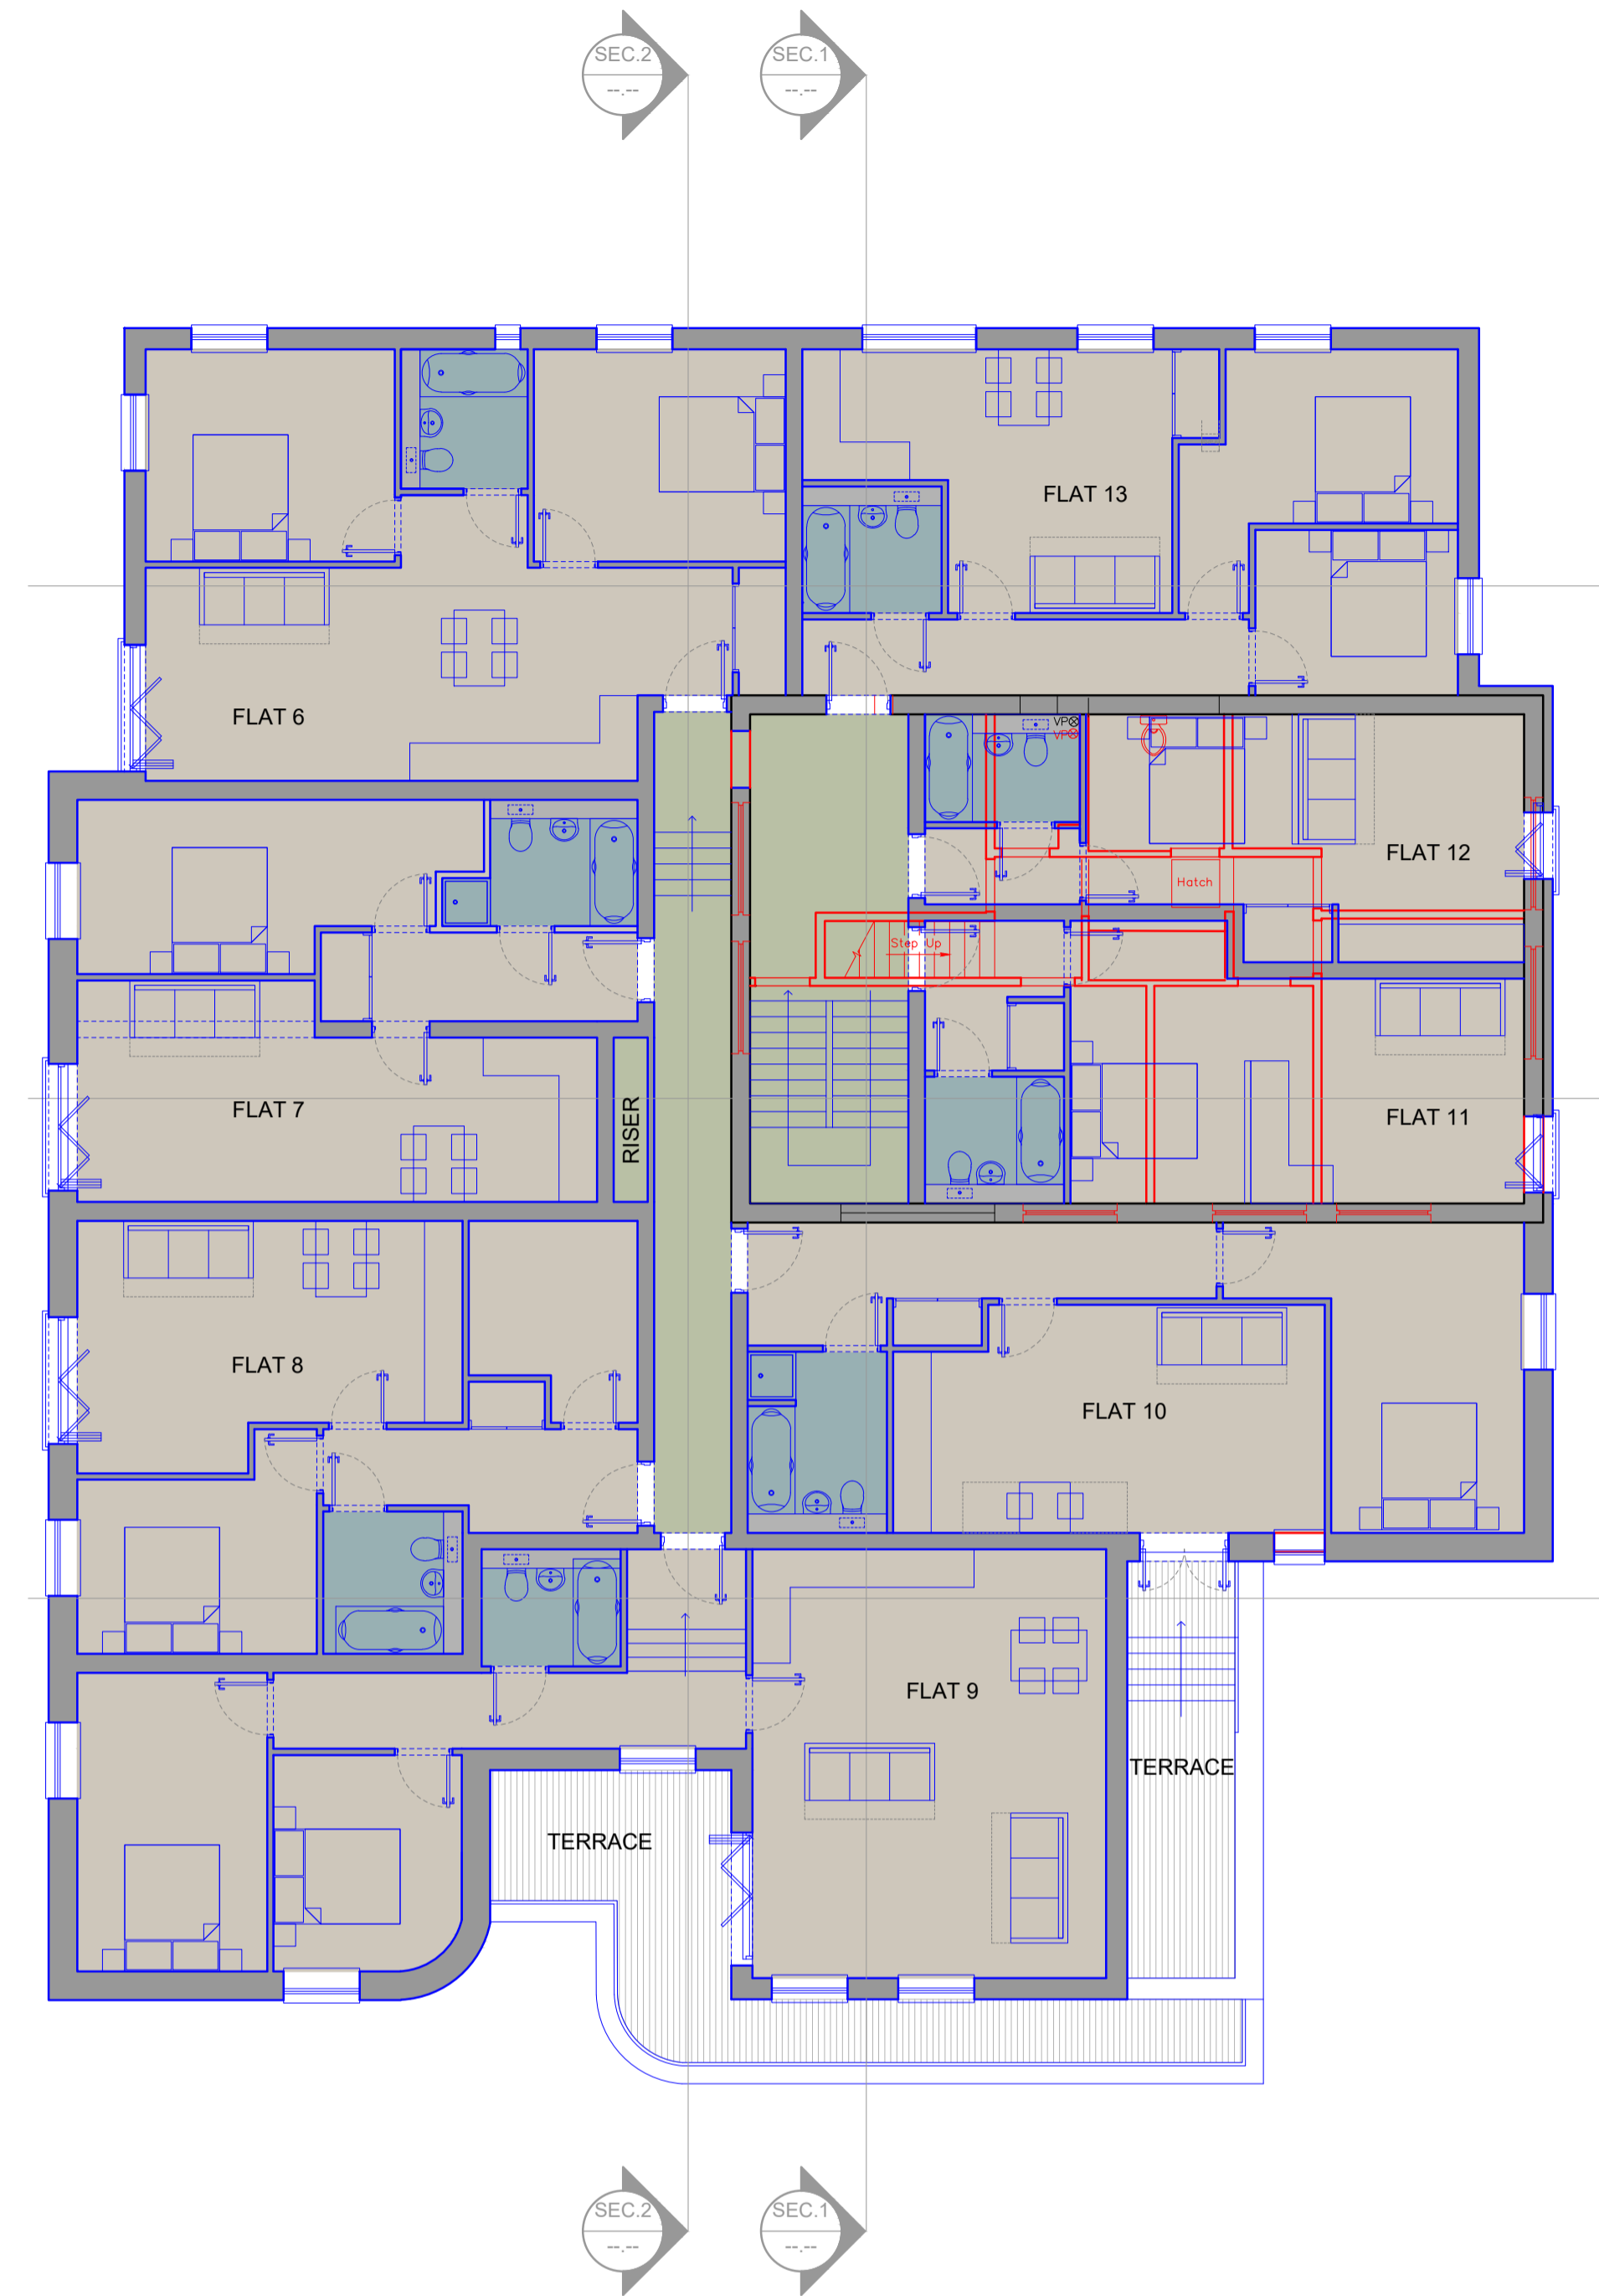 SEC.2
--.--
SEC.1
--.--
FLAT 13
FLAT 6
VP
VP
FLAT 12
Hatch
Step Up
FLAT 7
RISER
FLAT 11
FLAT 8
FLAT 10
FLAT 9
TERRACE
TERRACE
SEC.2
--.--
SEC.1
--.--